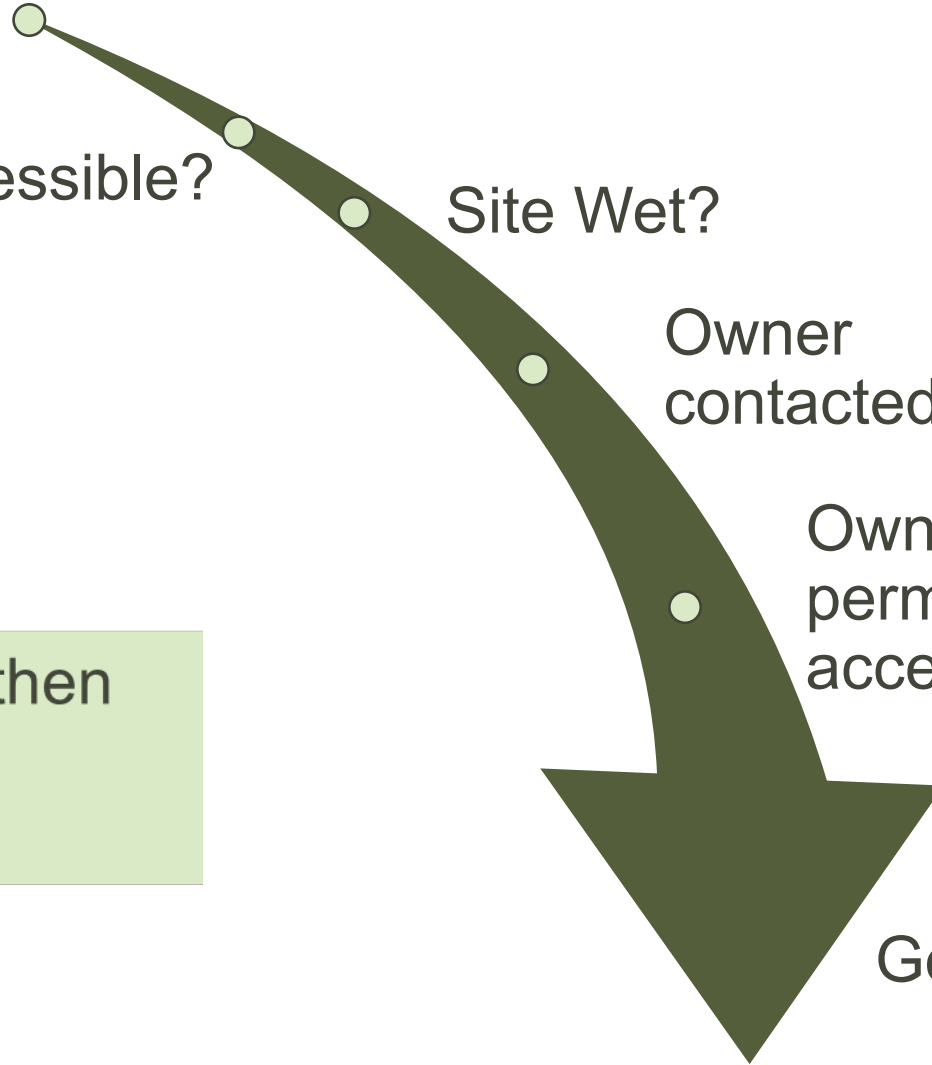 essible?
Site Wet?
Owner
contacted
Own
perm
acce
then
Go